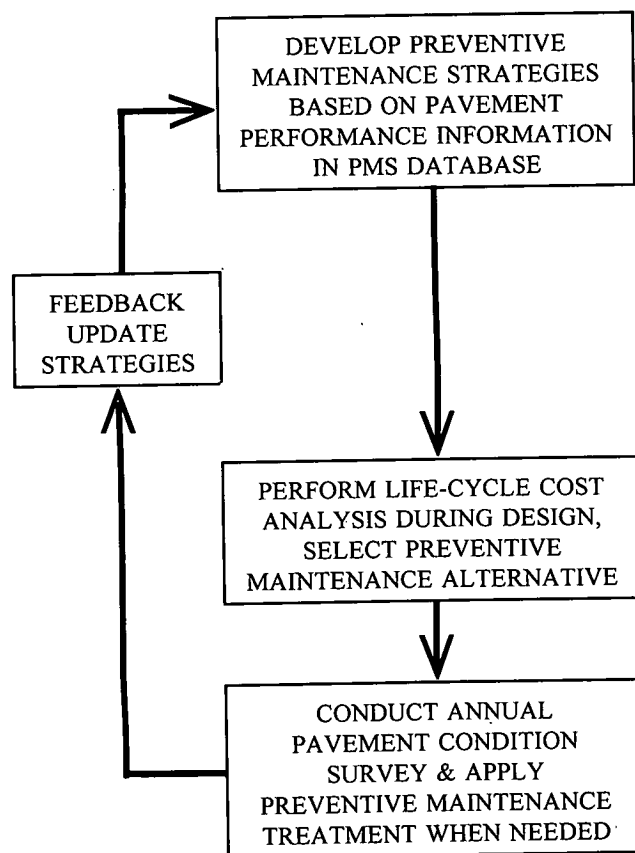 DEVELOP PREVENTIVE
MAINTENANCE STRATEGIES
BASED ON PAVEMENT
PERFORMANCE INFORMATION
IN PMS DATABASE
FEEDBACK
UPDATE
STRATEGIES
PERFORM LIFE-CYCLE COST
ANALYSIS DURING DESIGN,
SELECT PREVENTIVE
MAINTENANCE ALTERNATIVE
CONDUCT ANNUAL
PAVEMENT CONDITION
SURVEY & APPLY
PREVENTIVE MAINTENANCE
TREATMENT WHEN NEEDED